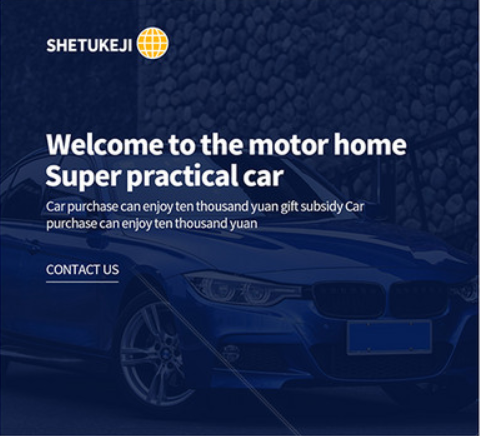 SHETUKEJI
Welcome to the motor home
Super practical car
Car purchase can enjoy ten thousand yuan gift subsidy Car
purchase can enjoy ten thousand yuan
CONTACT US